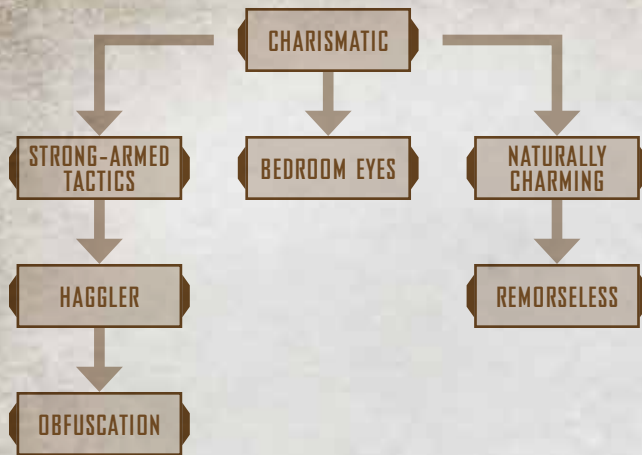 CHARISMATIC
STRONG-ARMED
TACTICS
BEDROOM EYES
NATURALLY
CHARMING
HAGGLER
REMORSELESS
OBFUSCATION